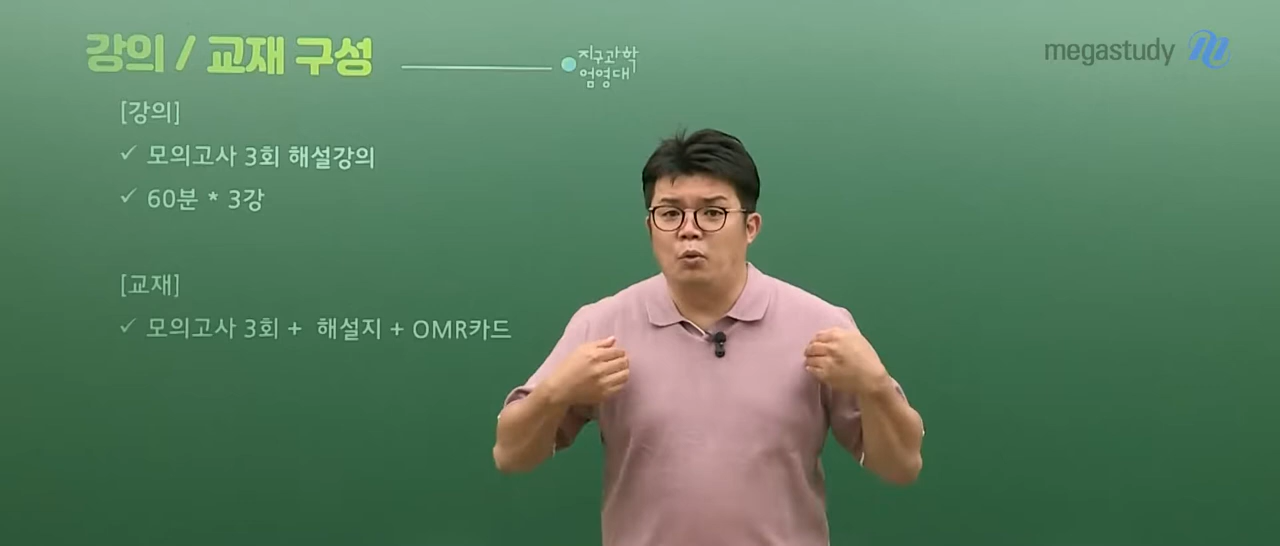 강의 / 교재 구성
지구과학
엄영대
megastudy
[강의]
✓ 모의고사 3회 해설강의
✓ 60분 * 3강
[교재]
✓ 모의고사 3회 + 해설지 + OMR카드